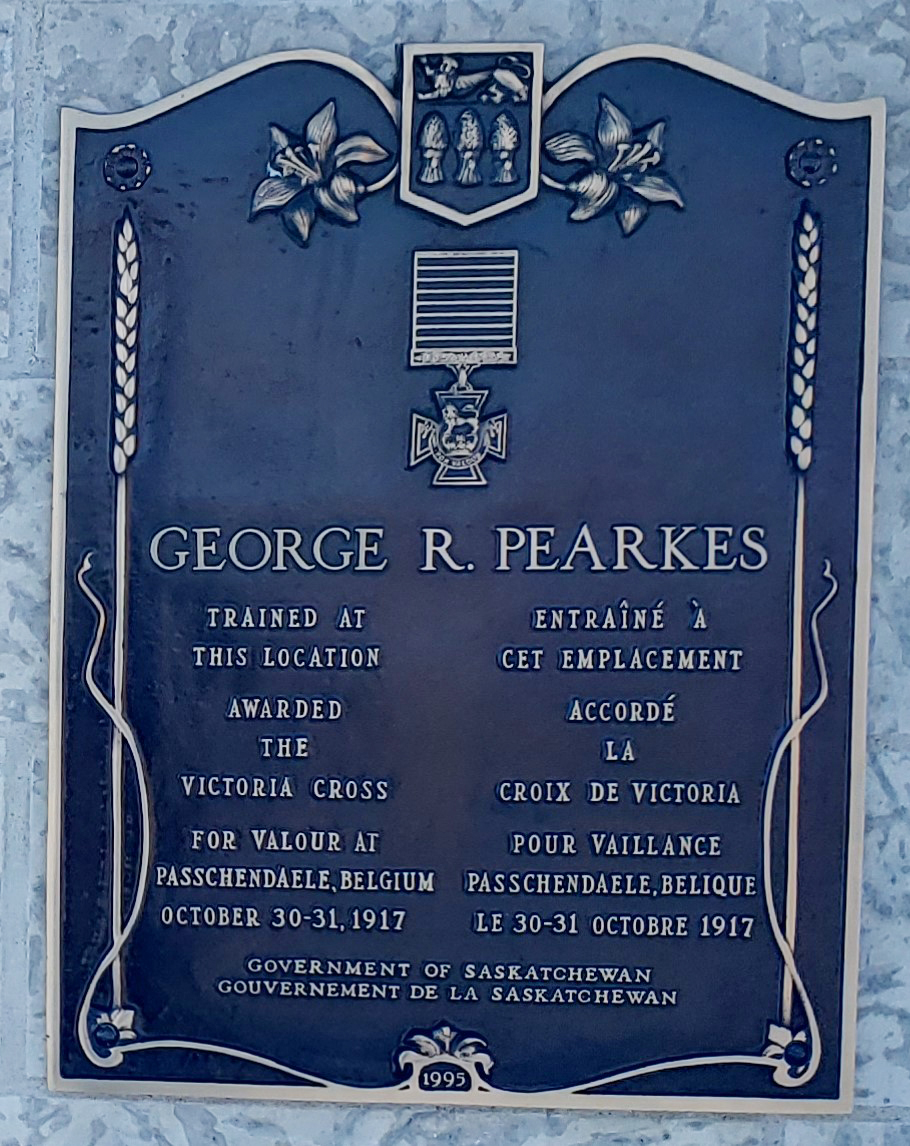 GEORGE R. PEARKES
TRAINED AT
THIS LOCATION
AWARDED
THE
VICTORIA CROSS
FOR VALOUR AT
PASSCHENDAELE, BELGIUM
OCTOBER 30-31, 1917
ENTRAÎNÉ À
CET EMPLACEMENT
ACCORDÉ
LA
CROIX DE VICTORIA
POUR VAILLANCE
PASSCHENDAELE, BELIQUE
LE 30-31 OCTOBRE 1917
GOVERNMENT OF SASKATCHEWAN
GOUVERNEMENT DE LA SASKATCHEWAN
1995